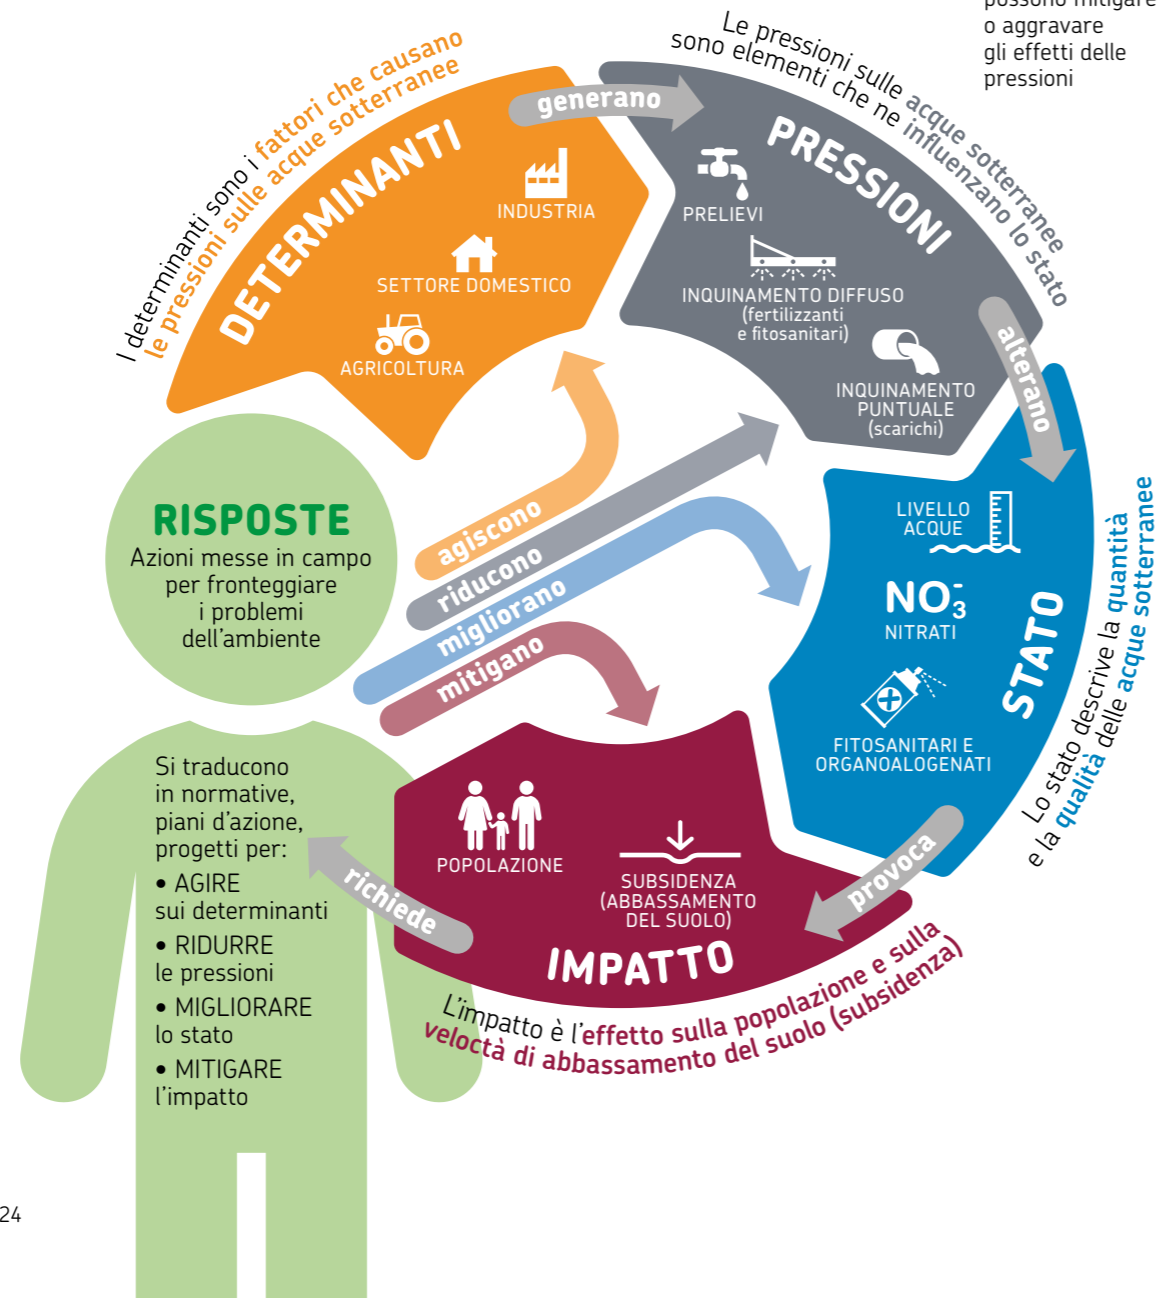 possono mitigare
o aggravare
gli effetti delle
pressioni
I determinanti sono i fattori che causano
le pressioni sulle acque sotterranee
DETERMINANTI
INDUSTRIA
SETTORE DOMESTICO
AGRICOLTURA
generano
Le pressioni sulle acque sotterranee
sono elementi che ne influenzano lo stato
PRESSIONI
PRELIEVI
INQUINAMENTO DIFFUSO
(fertilizzanti
e fitosanitari)
INQUINAMENTO
PUNTUALE
(scarichi)
alterano
LIVELLO
ACQUE
NO₃⁻
NITRATI
FITOSANITARI E
ORGANOALOGENATI
STATO
Lo stato descrive la quantità
e la qualità delle acque sotterranee
provoca
POPOLAZIONE
SUBSIDENZA
(ABBASSAMENTO
DEL SUOLO)
IMPATTO
L'impatto è l'effetto sulla popolazione e sulla
veloctà di abbassamento del suolo (subsidenza)
richiede
RISPOSTE
Azioni messe in campo
per fronteggiare
i problemi
dell'ambiente
agiscono
riducono
migliorano
mitigano
Si traducono
in normative,
piani d'azione,
progetti per:
• AGIRE
sui determinanti
• RIDURRE
le pressioni
• MIGLIORARE
lo stato
• MITIGARE
l'impatto
24